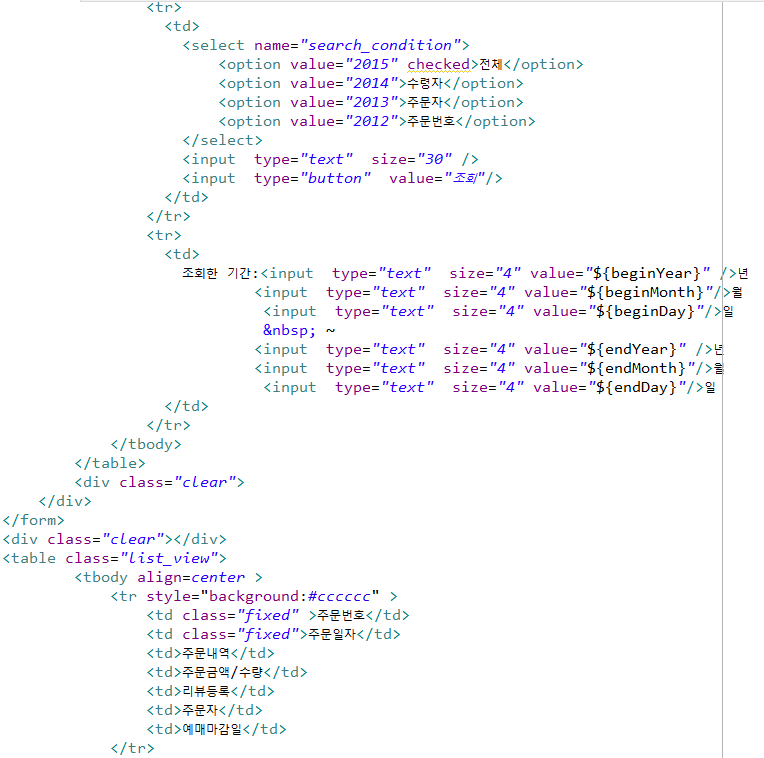 <tr>
<td>
<select name="search_condition">
<option value="2015" checked>전체</option>
<option value="2014">수령자</option>
<option value="2013">주문자</option>
<option value="2012">주문번호</option>
</select>
<input  type="text"  size="30" />
<input  type="button"  value="조회"/>
</td>
</tr>
<tr>
<td>
조회한 기간:<input  type="text"  size="4" value="${beginYear}" />년
<input  type="text"  size="4" value="${beginMonth}"/>월
<input  type="text"  size="4" value="${beginDay}"/>일
&nbsp; ~
<input  type="text"  size="4" value="${endYear}" />년
<input  type="text"  size="4" value="${endMonth}"/>월
<input  type="text"  size="4" value="${endDay}"/>일
</td>
</tr>
</tbody>
</table>
<div class="clear">
</div>
</form>
<div class="clear"></div>
<table class="list_view">
<tbody align=center >
<tr style="background:#cccccc" >
<td class="fixed" >주문번호</td>
<td class="fixed">주문일자</td>
<td>주문내역</td>
<td>주문금액/수량</td>
<td>리뷰등록</td>
<td>주문자</td>
<td>예매마감일</td>
</tr>